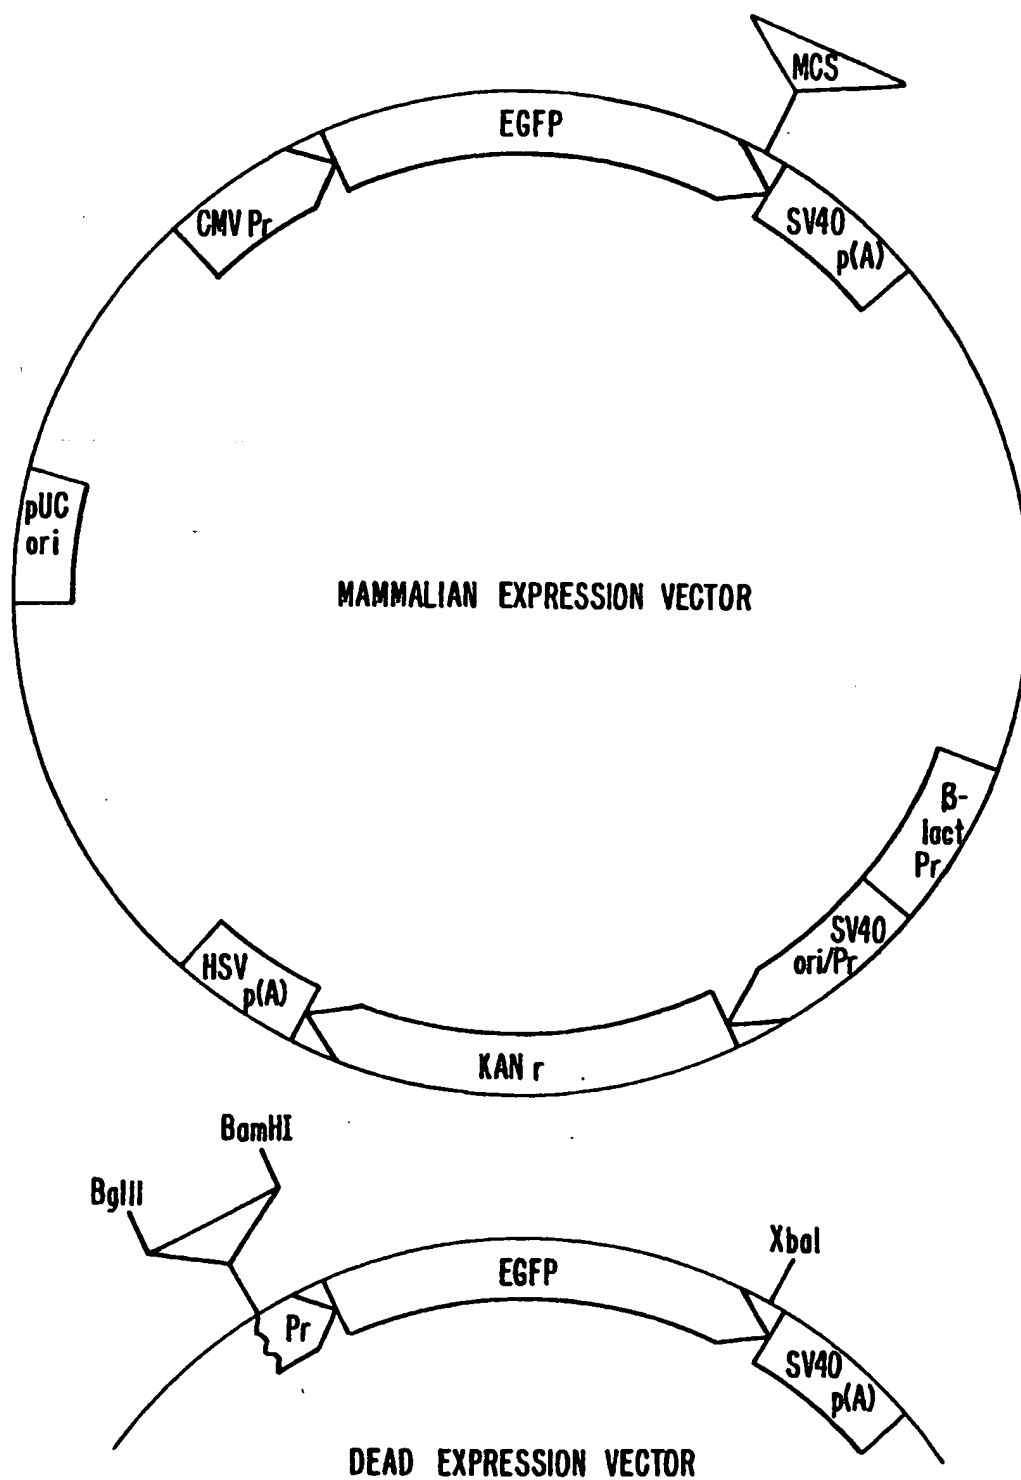 MCS
EGFP
CMV Pr
SV40
p(A)
pUC
ori
MAMMALIAN EXPRESSION VECTOR
β-
lact
Pr
SV40
ori/Pr
HSV
p(A)
KAN r
BamHI
BglII
XbaI
EGFP
Pr
SV40
p(A)
DEAD EXPRESSION VECTOR